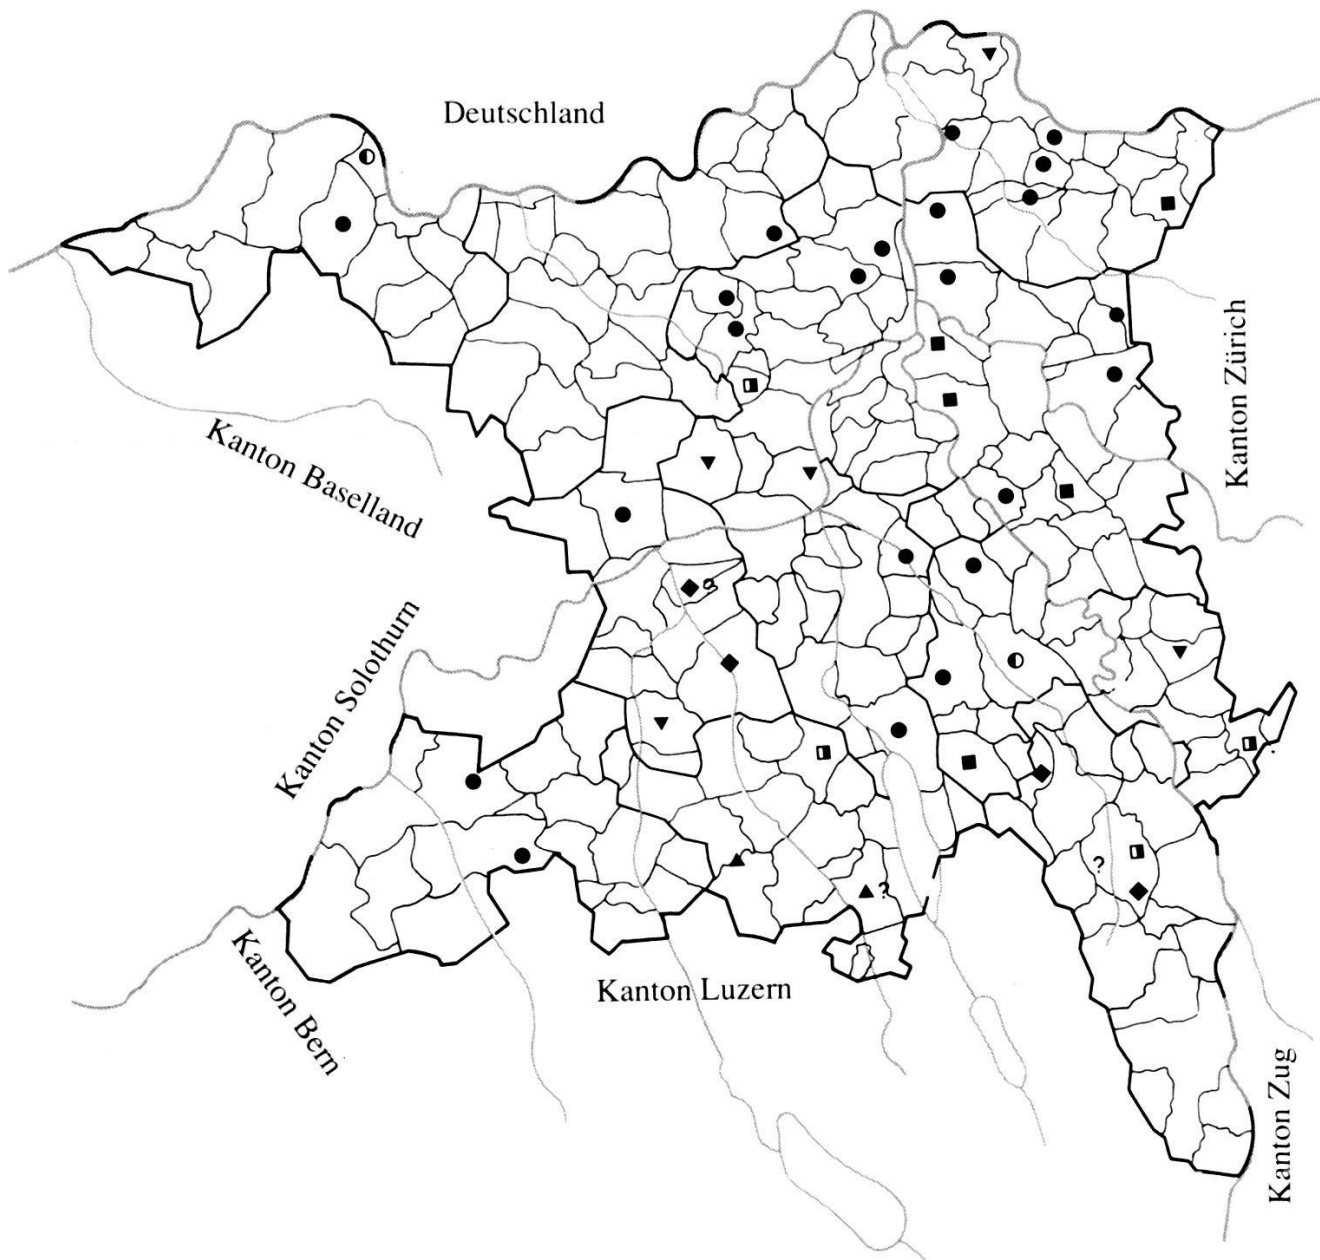 Deutschland
Kanton Zürich
Kanton Baselland
Kanton Solothurn
?
?
Kanton Bern
Kanton Luzern
Kanton Zug